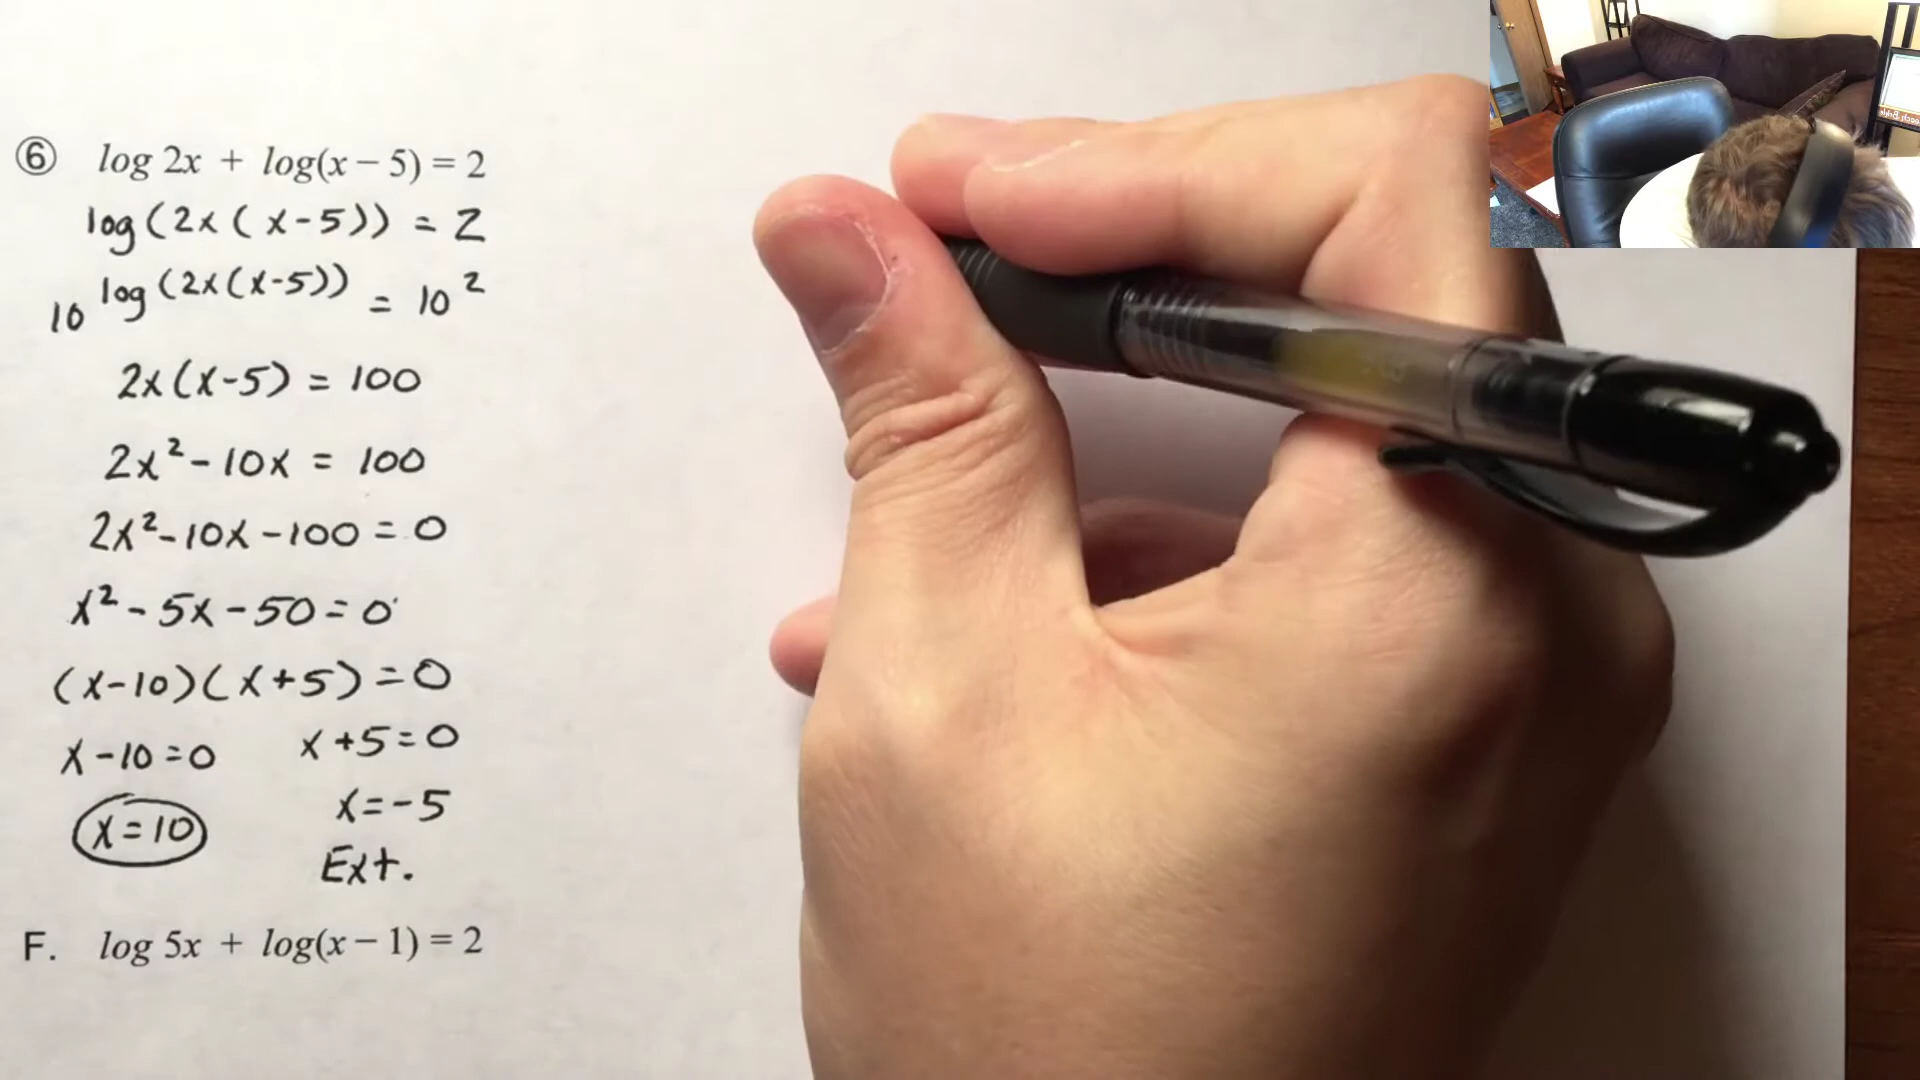 ⑥ log 2x + log(x − 5) = 2
log(2x(x-5)) = 2
10^log(2x(x-5)) = 10^2
2x(x-5) = 100
2x² - 10x = 100
2x² - 10x - 100 = 0
x² - 5x - 50 = 0
(x-10)(x+5) = 0
x - 10 = 0 x + 5 = 0
x = 10 x = -5
Ext.
F. log 5x + log(x − 1) = 2